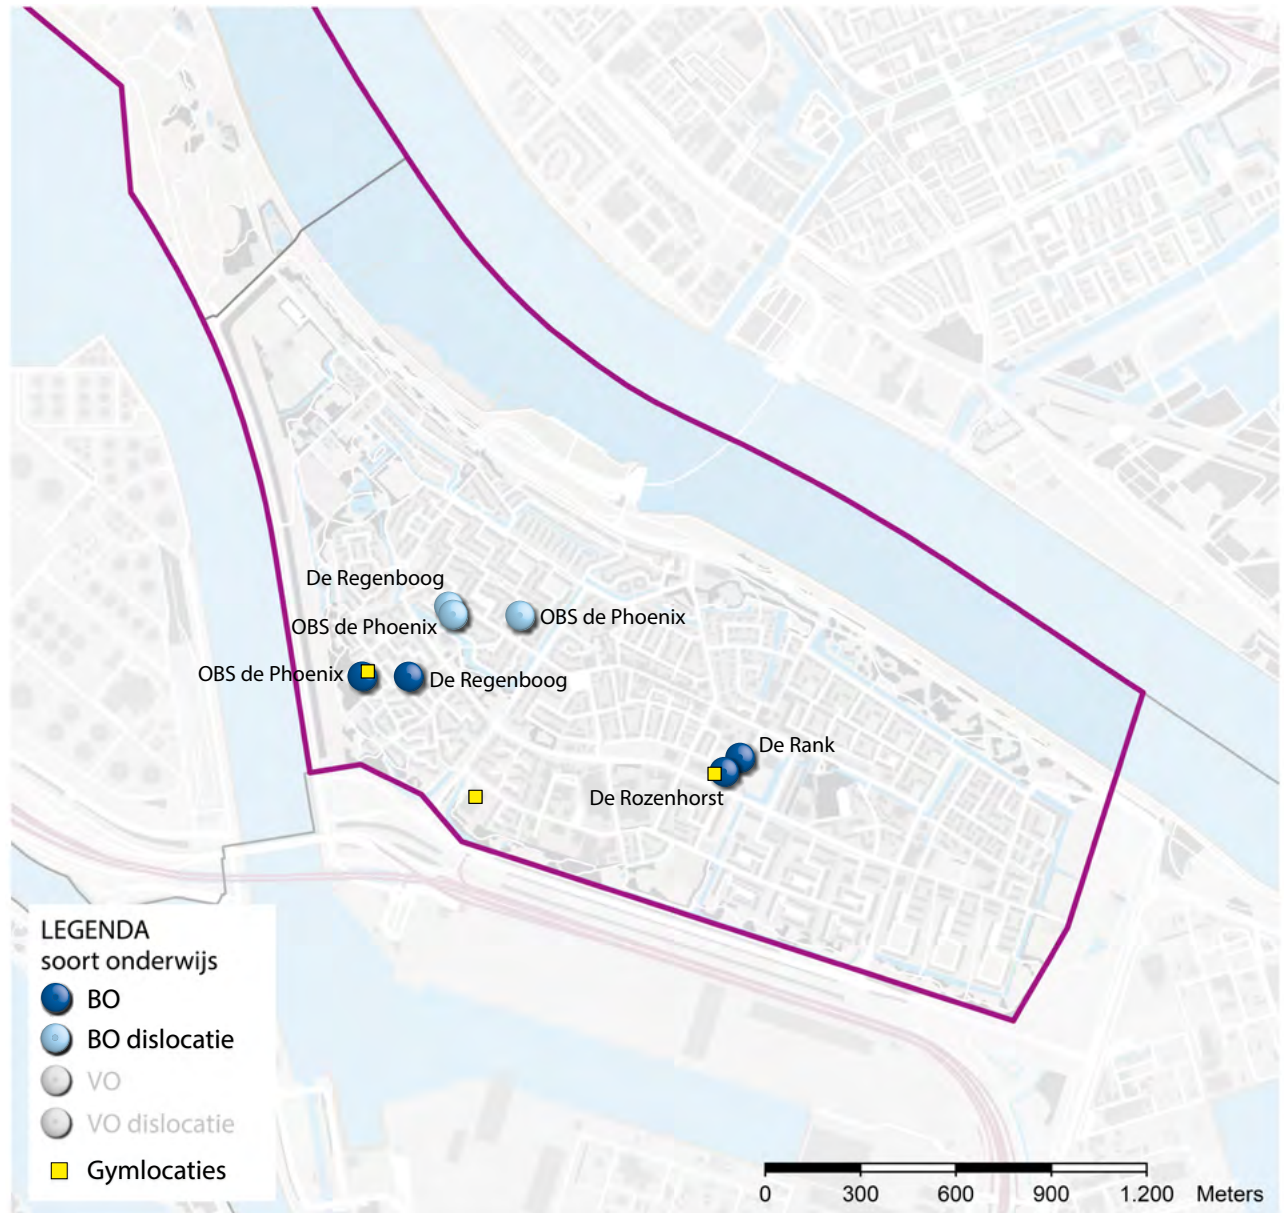 De Regenboog
OBS de Phoenix
OBS de Phoenix
OBS de Phoenix
De Regenboog
De Rank
De Rozenhorst
LEGENDA
soort onderwijs
BO
BO dislocatie
VO
VO dislocatie
Gymlocaties
0 300 600 900 1.200 Meters